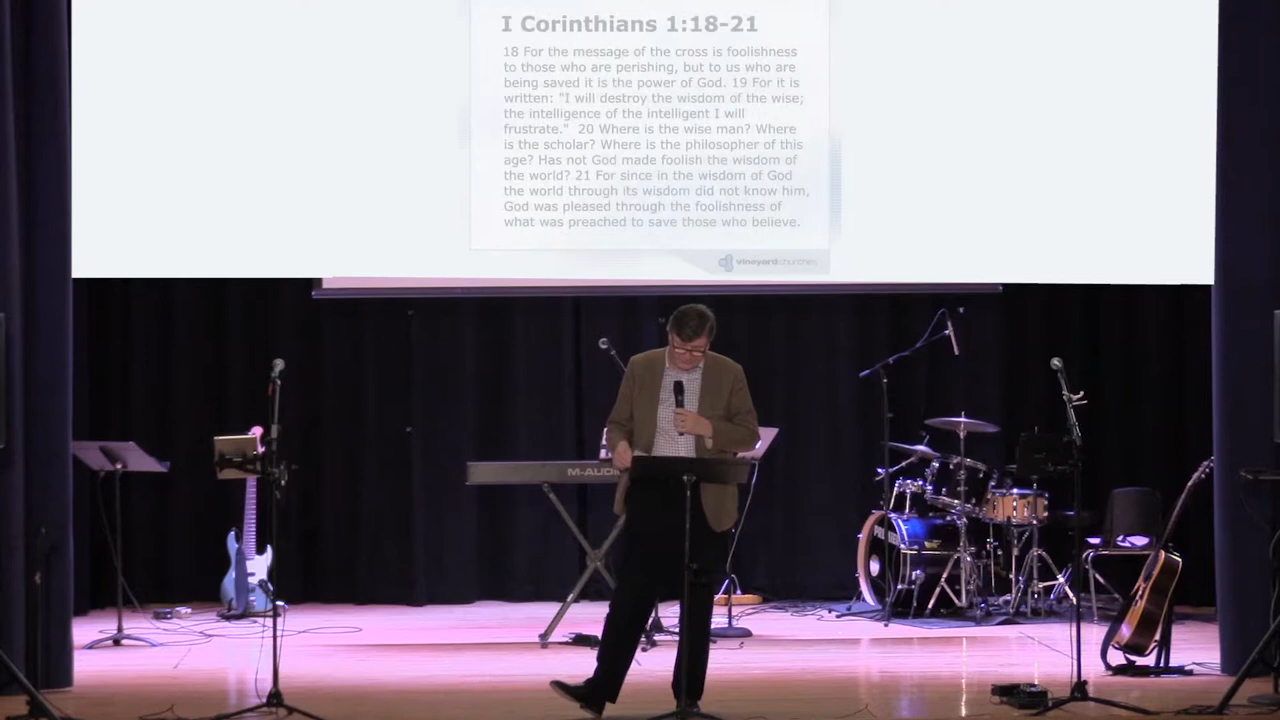 I Corinthians 1:18-21
18 For the message of the cross is foolishness
to those who are perishing, but to us who are
being saved it is the power of God. 19 For it is
written: "I will destroy the wisdom of the wise;
the intelligence of the intelligent I will
frustrate." 20 Where is the wise man? Where
is the scholar? Where is the philosopher of this
age? Has not God made foolish the wisdom of
the world? 21 For since in the wisdom of God
the world through its wisdom did not know him,
God was pleased through the foolishness of
what was preached to save those who believe.
vineyardchurches
M-AUDIO